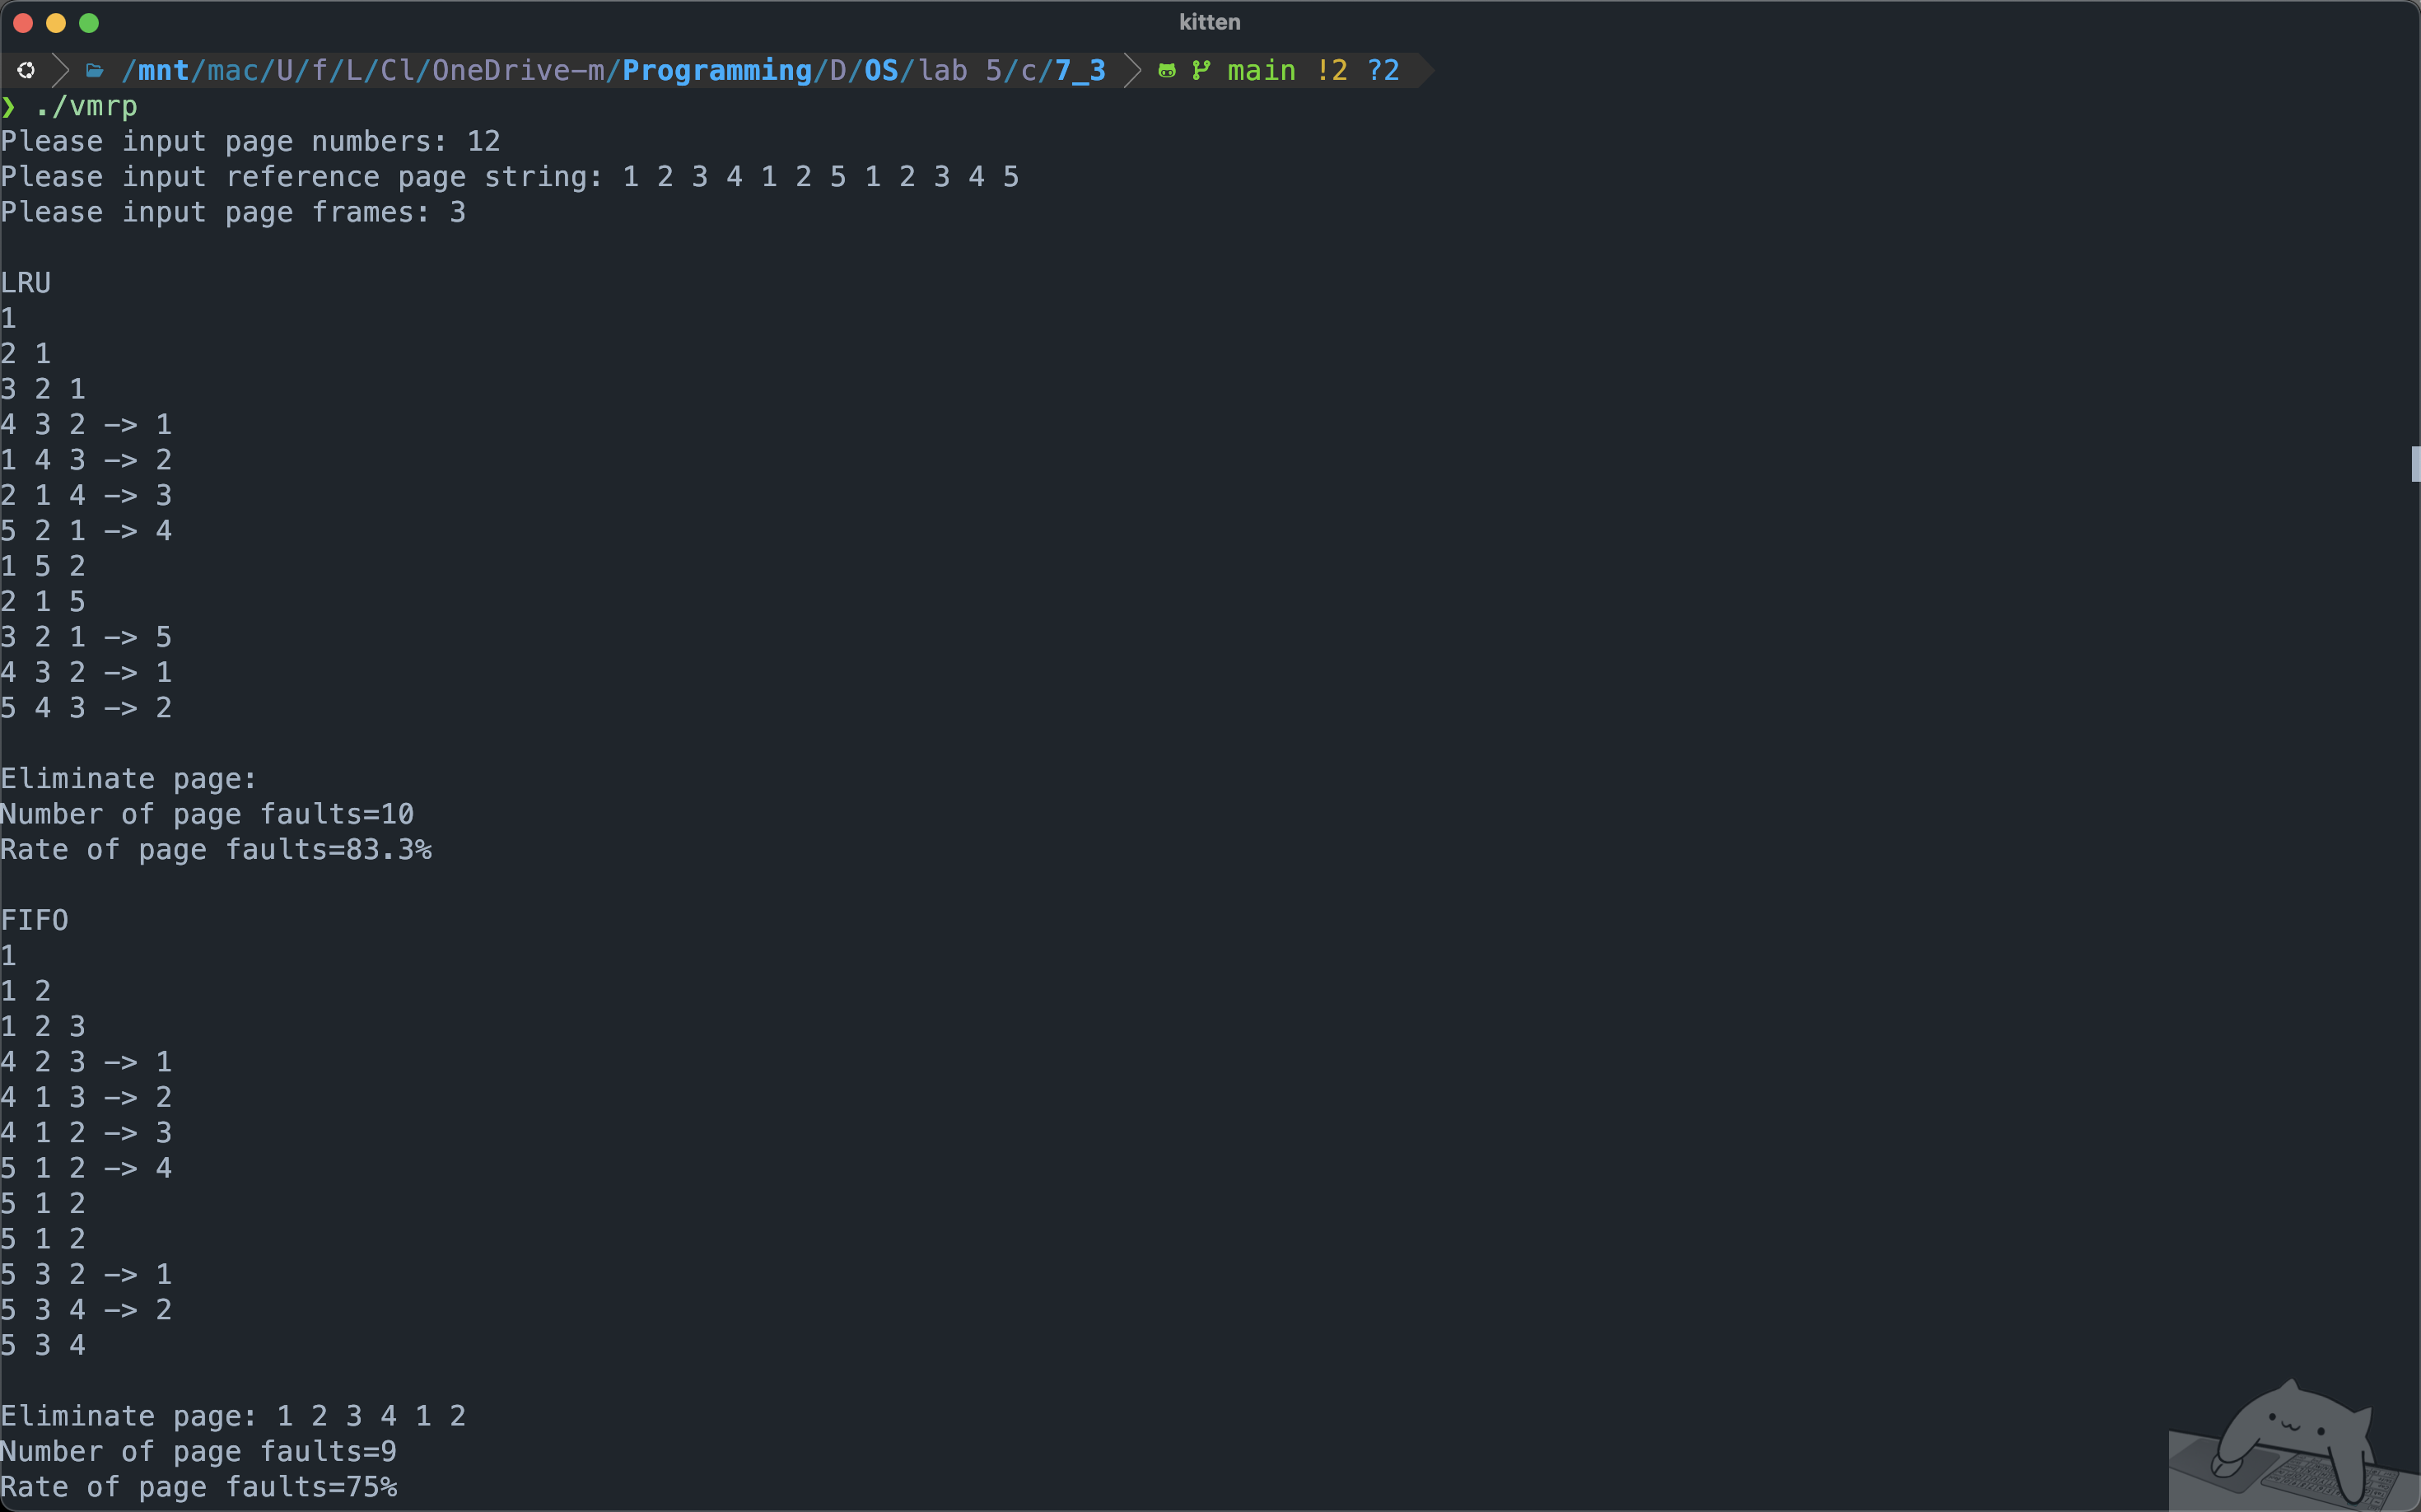 kitten
/mnt/mac/U/f/L/Cl/OneDrive-m/Programming/D/OS/lab 5/c/7_3 main !2 ?2
❯ ./vmrp
Please input page numbers: 12
Please input reference page string: 1 2 3 4 1 2 5 1 2 3 4 5
Please input page frames: 3
LRU
1
2 1
3 2 1
4 3 2 -> 1
1 4 3 -> 2
2 1 4 -> 3
5 2 1 -> 4
1 5 2
2 1 5
3 2 1 -> 5
4 3 2 -> 1
5 4 3 -> 2
Eliminate page:
Number of page faults=10
Rate of page faults=83.3%
FIFO
1
1 2
1 2 3
4 2 3 -> 1
4 1 3 -> 2
4 1 2 -> 3
5 1 2 -> 4
5 1 2
5 1 2
5 3 2 -> 1
5 3 4 -> 2
5 3 4
Eliminate page: 1 2 3 4 1 2
Number of page faults=9
Rate of page faults=75%